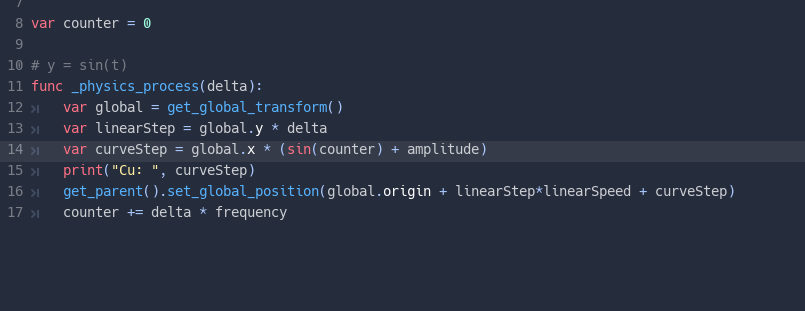 7
8 var counter = 0
9
10 # y = sin(t)
11 func _physics_process(delta):
12 var global = get_global_transform()
13 var linearStep = global.y * delta
14 var curveStep = global.x * (sin(counter) + amplitude)
15 print("Cu: ", curveStep)
16 get_parent().set_global_position(global.origin + linearStep*linearSpeed + curveStep)
17 counter += delta * frequency